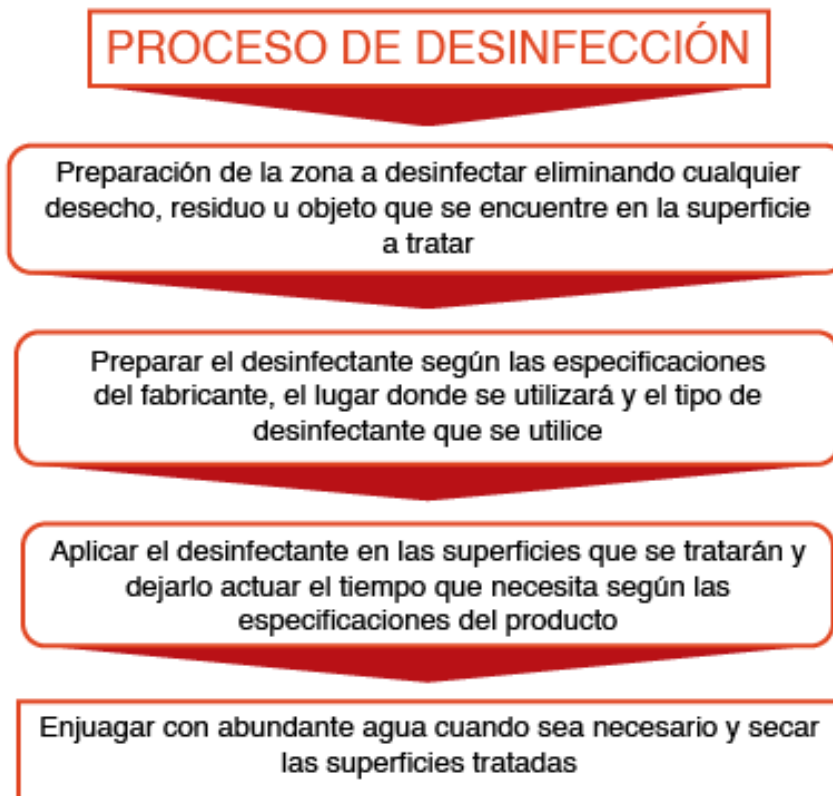 PROCESO DE DESINFECCIÓN
Preparación de la zona a desinfectar eliminando cualquier
desecho, residuo u objeto que se encuentre en la superficie
a tratar
Preparar el desinfectante según las especificaciones
del fabricante, el lugar donde se utilizará y el tipo de
desinfectante que se utilice
Aplicar el desinfectante en las superficies que se tratarán y
dejarlo actuar el tiempo que necesita según las
especificaciones del producto
Enjuagar con abundante agua cuando sea necesario y secar
las superficies tratadas